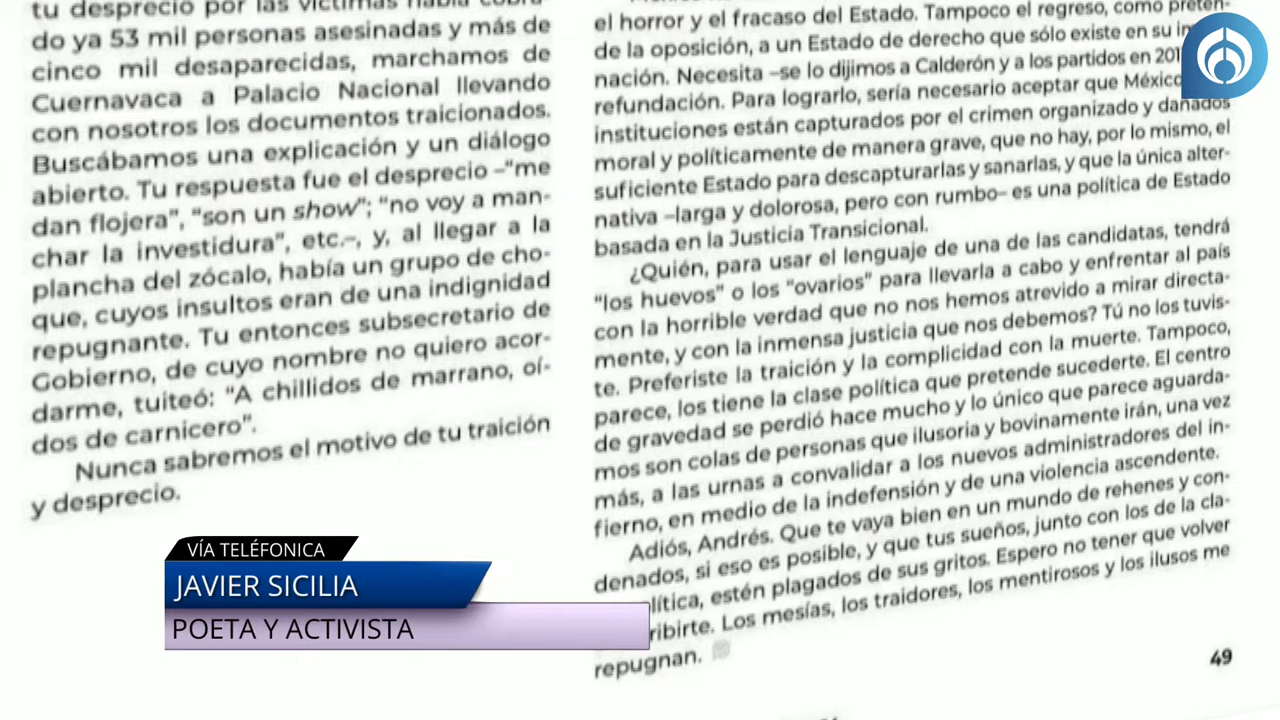 tu desprecio por las víctimas había cobra-
do ya 53 mil personas asesinadas y más de
cinco mil desaparecidas, marchamos de
Cuernavaca a Palacio Nacional llevando
con nosotros los documentos traicionados.
Buscábamos una explicación y un diálogo
abierto. Tu respuesta fue el desprecio –"me
dan flojera", "son un show"; "no voy a man-
char la investidura", etc.–, y, al llegar a la
plancha del zócalo, había un grupo de cho-
que, cuyos insultos eran de una indignidad
repugnante. Tu entonces subsecretario de
Gobierno, de cuyo nombre no quiero acor-
darme, tuiteó: "A chillidos de marrano, oí-
dos de carnicero".
Nunca sabremos el motivo de tu traición
y desprecio.
el horror y el fracaso del Estado. Tampoco el regreso, como preten-
de la oposición, a un Estado de derecho que sólo existe en su
nación. Necesita –se lo dijimos a Calderón y a los partidos en
refundación. Para lograrlo, sería necesario aceptar que México
instituciones están capturados por el crimen organizado y dañados
moral y políticamente de manera grave, que no hay, por lo mismo, el
suficiente Estado para descapturarlas y sanarlas, y que la única alter-
nativa –larga y dolorosa, pero con rumbo– es una política de Estado
basada en la Justicia Transicional.
¿Quién, para usar el lenguaje de una de las candidatas, tendrá
"los huevos" o los "ovarios" para llevarla a cabo y enfrentar al país
con la horrible verdad que no nos hemos atrevido a mirar directa-
mente, y con la inmensa justicia que nos debemos? Tú no los tuvis-
te. Preferiste la traición y la complicidad con la muerte. Tampoco,
parece, los tiene la clase política que pretende sucederte. El centro
de gravedad se perdió hace mucho y lo único que parece aguarda-
mos son colas de personas que ilusoria y bovinamente irán, una vez
más, a las urnas a convalidar a los nuevos administradores del in-
fierno, en medio de la indefensión y de una violencia ascendente.
Adiós, Andrés. Que te vaya bien en un mundo de rehenes y con-
denados, si eso es posible, y que tus sueños, junto con los de la cla-
lítica, estén plagados de sus gritos. Espero no tener que volver
ribirte. Los mesías, los traidores, los mentirosos y los ilusos me
repugnan.
49
VÍA TELÉFONICA
JAVIER SICILIA
POETA Y ACTIVISTA